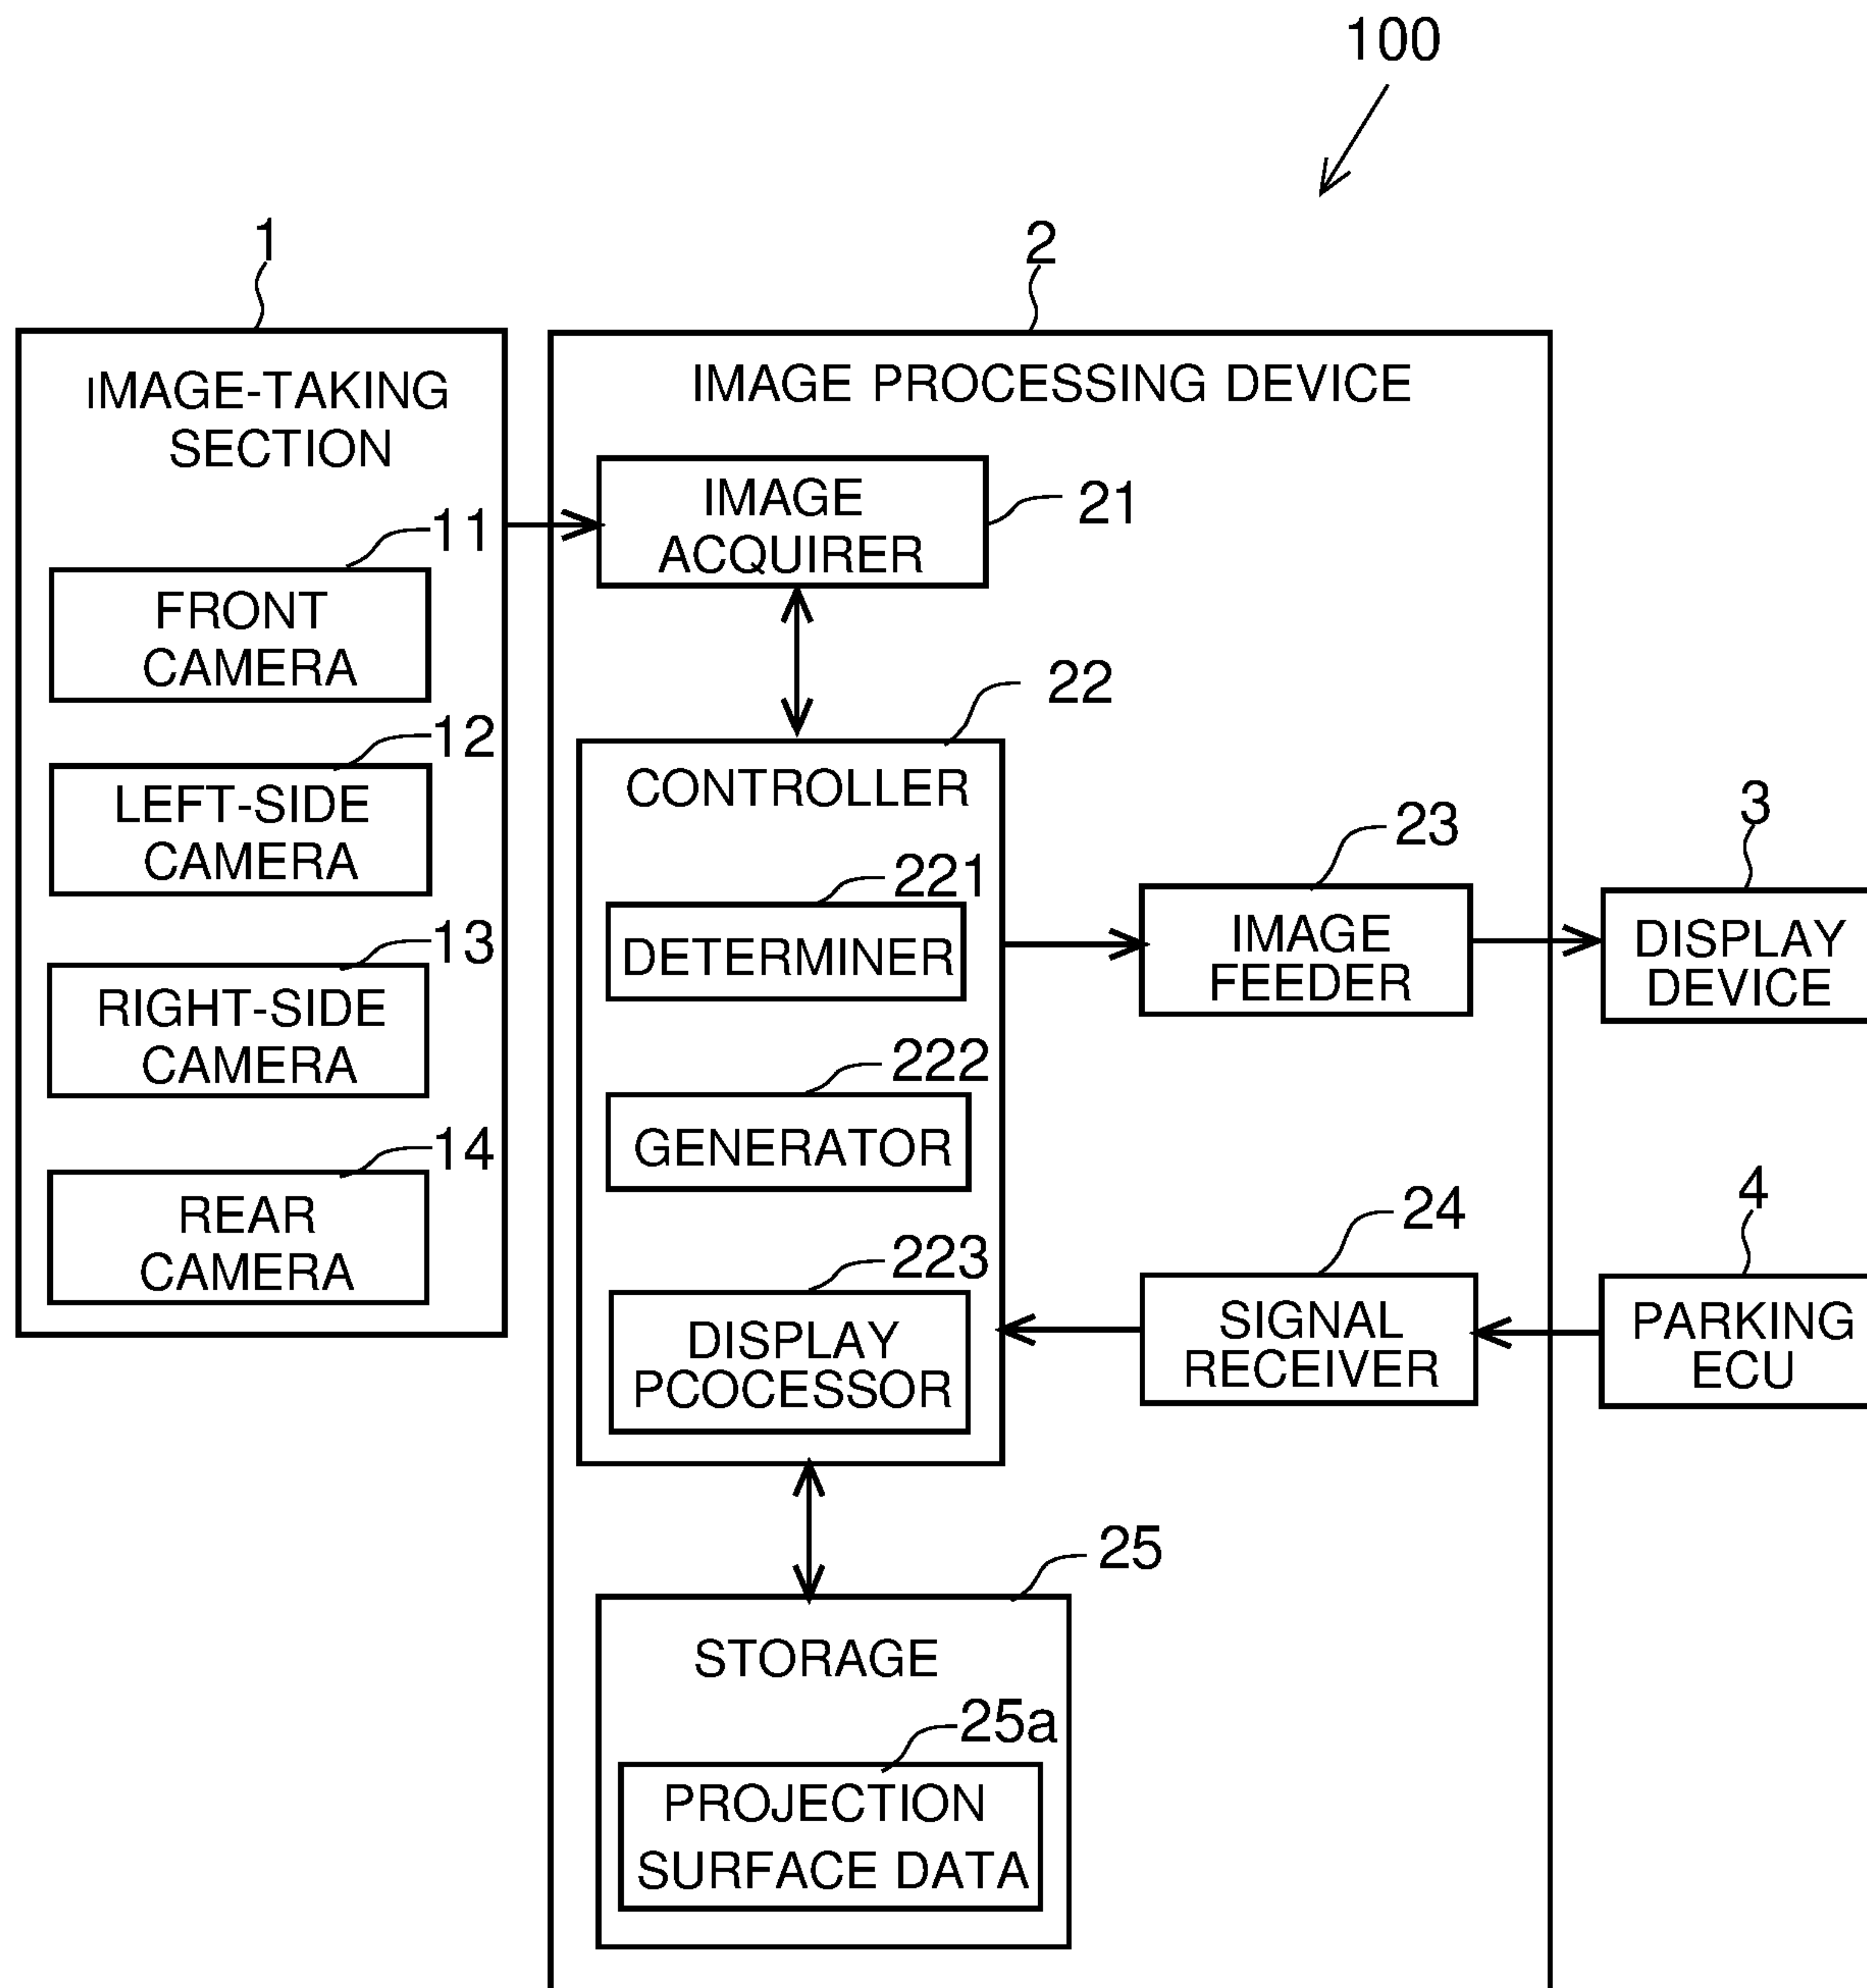 100
1
2
IMAGE-TAKING
SECTION
11
FRONT
CAMERA
12
LEFT-SIDE
CAMERA
13
RIGHT-SIDE
CAMERA
14
REAR
CAMERA
IMAGE PROCESSING DEVICE
IMAGE
ACQUIRER
21
22
CONTROLLER
221
DETERMINER
222
GENERATOR
223
DISPLAY
PCOCESSOR
23
IMAGE
FEEDER
3
DISPLAY
DEVICE
24
SIGNAL
RECEIVER
4
PARKING
ECU
25
STORAGE
25a
PROJECTION
SURFACE DATA